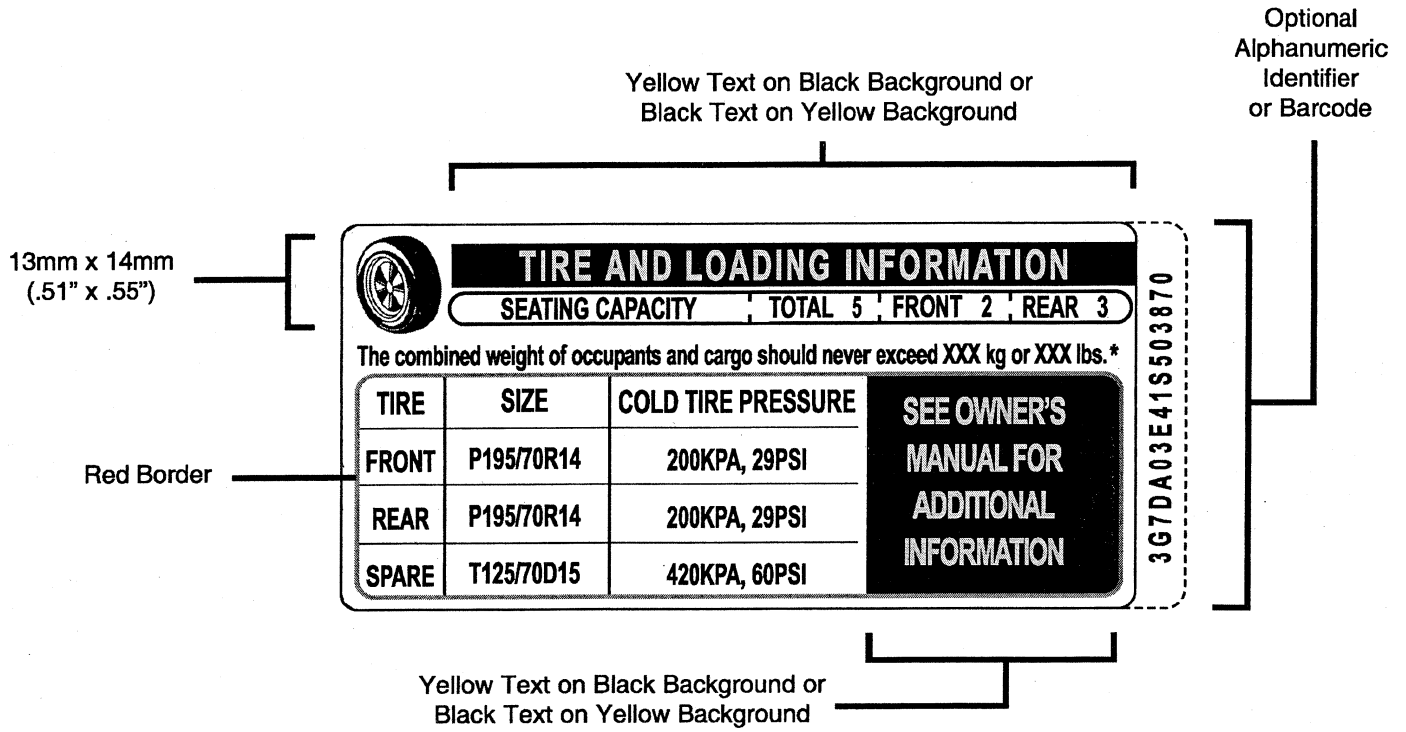 Optional
Alphanumeric
Identifier
or Barcode
Yellow Text on Black Background or
Black Text on Yellow Background
13mm x 14mm
(.51" x .55")
TIRE AND LOADING INFORMATION
SEATING CAPACITY TOTAL 5 FRONT 2 REAR 3
The combined weight of occupants and cargo should never exceed XXX kg or XXX lbs.*
TIRE SIZE COLD TIRE PRESSURE
FRONT P195/70R14 200KPA, 29PSI
REAR P195/70R14 200KPA, 29PSI
SPARE T125/70D15 420KPA, 60PSI
SEE OWNER'S
MANUAL FOR
ADDITIONAL
INFORMATION
3G7DA03E41S503870
Red Border
Yellow Text on Black Background or
Black Text on Yellow Background